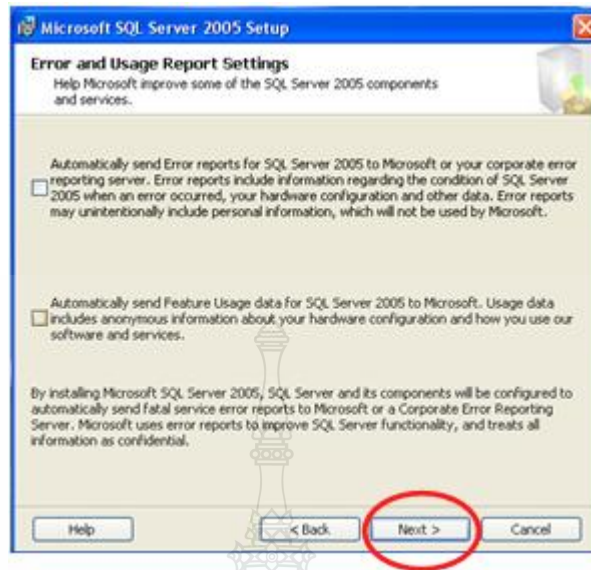 Microsoft SQL Server 2005 Setup
Error and Usage Report Settings
Help Microsoft improve some of the SQL Server 2005 components
and services.
Automatically send Error reports for SQL Server 2005 to Microsoft or your corporate error
reporting server. Error reports include information regarding the condition of SQL Server
2005 when an error occurred, your hardware configuration and other data. Error reports
may unintentionally include personal information, which will not be used by Microsoft.
Automatically send Feature Usage data for SQL Server 2005 to Microsoft. Usage data
includes anonymous information about your hardware configuration and how you use our
software and services.
By installing Microsoft SQL Server 2005, SQL Server and its components will be configured to
automatically send fatal service error reports to Microsoft or a Corporate Error Reporting
Server. Microsoft uses error reports to improve SQL Server functionality, and treats all
information as confidential.
Help < Back Next > Cancel